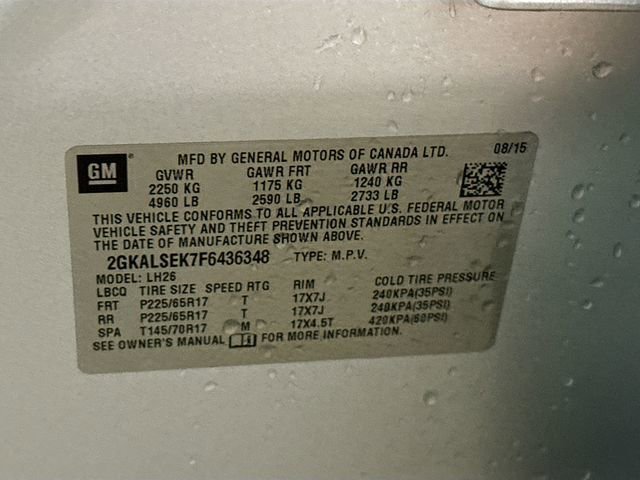 GM
MFD BY GENERAL MOTORS OF CANADA LTD. 08/15
GVWR GAWR FRT GAWR RR
2250 KG 1175 KG 1240 KG
4960 LB 2590 LB 2733 LB
THIS VEHICLE CONFORMS TO ALL APPLICABLE U.S. FEDERAL MOTOR
VEHICLE SAFETY AND THEFT PREVENTION STANDARDS IN EFFECT ON
THE DATE OF MANUFACTURE SHOWN ABOVE.
2GKALSEK7F6436348 TYPE: M.P.V.
MODEL: LH26
LBCQ TIRE SIZE SPEED RTG RIM COLD TIRE PRESSURE
FRT P225/65R17 T 17X7J 240KPA(35PSI)
RR P225/65R17 T 17X7J 240KPA(35PSI)
SPA T145/70R17 M 17X4.5T 420KPA(60PSI)
SEE OWNER'S MANUAL FOR MORE INFORMATION.